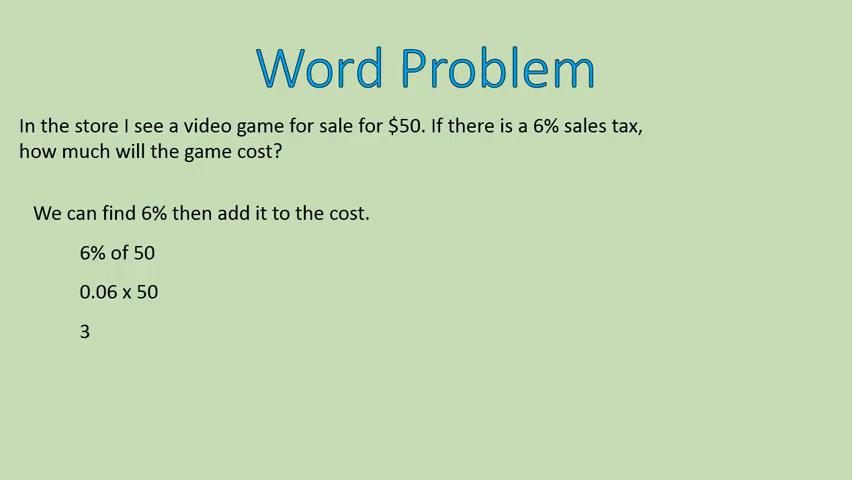 Word Problem
In the store I see a video game for sale for $50. If there is a 6% sales tax,
how much will the game cost?
We can find 6% then add it to the cost.
6% of 50
0.06 x 50
3